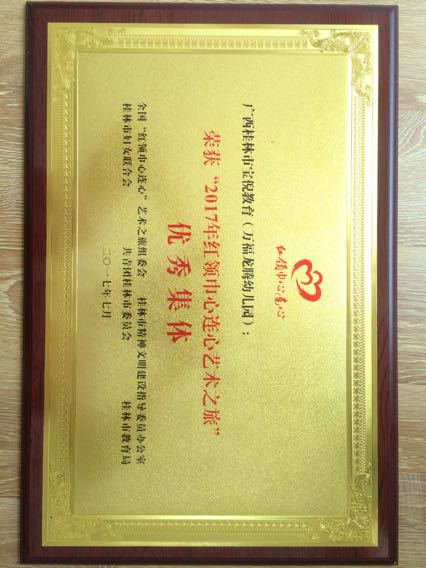 红领巾心连心
广西桂林市宝倪教育（万福龙腾幼儿园）：
荣获“2017年红领巾心连心艺术之旅”
优秀集体
全国“红领巾心连心”艺术之旅组委会 桂林市精神文明建设指导委员办公室
桂林市妇女联合会 共青团桂林市委员会 桂林市教育局
二〇一七年七月